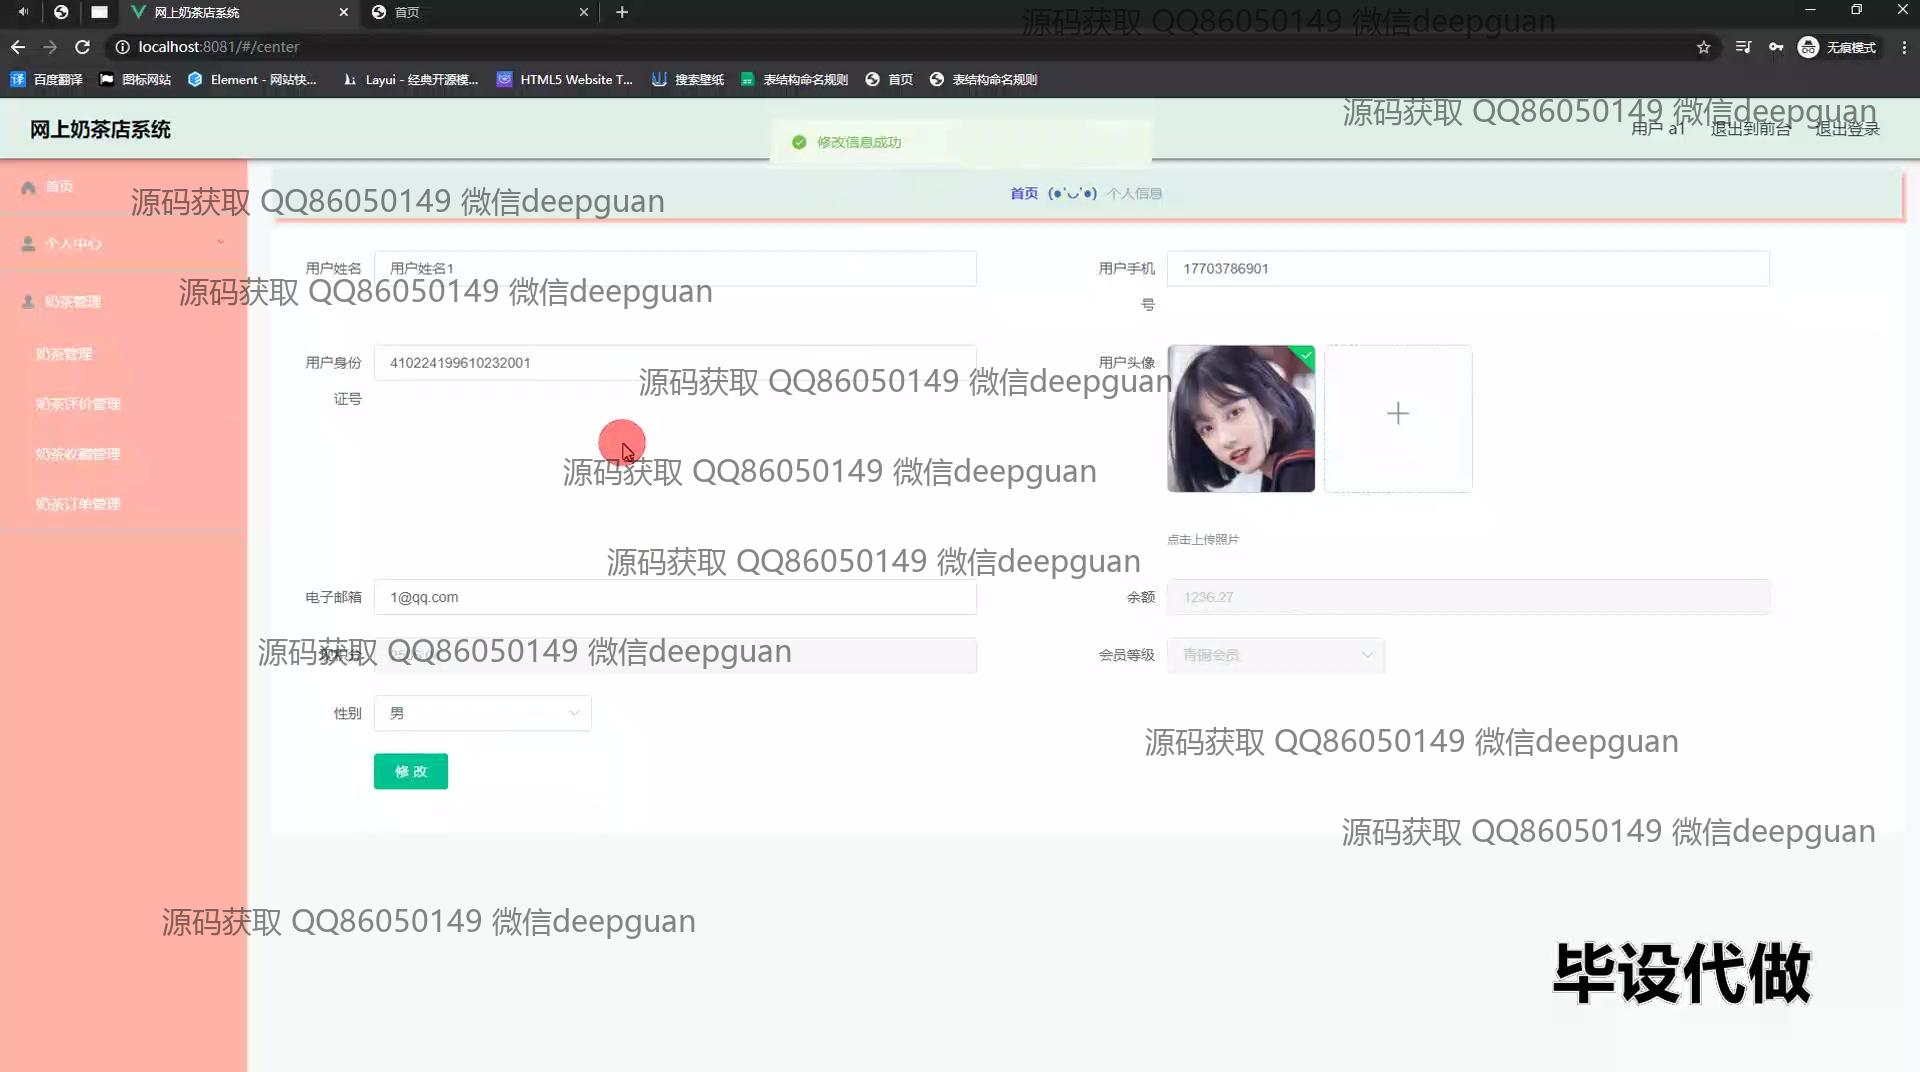 网上奶茶店系统
首页
源码获取 QQ86050149 微信deepguan
localhost:8081/#/center
无痕模式
百度翻译
图标网站
Element - 网站快...
Layui - 经典开源模...
HTML5 Website T...
搜索壁纸
表结构命名规则
首页
表结构命名规则
网上奶茶店系统
修改信息成功
源码获取 QQ86050149 微信deepguan
用户 a1
退出到前台
退出登录
首页
源码获取 QQ86050149 微信deepguan
首页 (●'◡'●) 个人信息
个人中心
用户姓名
用户姓名1
用户手机号
17703786901
奶茶管理
源码获取 QQ86050149 微信deepguan
奶茶管理
用户身份证号
410224199610232001
用户头像
源码获取 QQ86050149 微信deepguan
奶茶评价管理
奶茶收藏管理
源码获取 QQ86050149 微信deepguan
奶茶订单管理
点击上传照片
源码获取 QQ86050149 微信deepguan
电子邮箱
1@qq.com
余额
1236.27
源码获取 QQ86050149 微信deepguan
会员等级
青铜会员
性别
男
源码获取 QQ86050149 微信deepguan
修 改
源码获取 QQ86050149 微信deepguan
源码获取 QQ86050149 微信deepguan
毕设代做